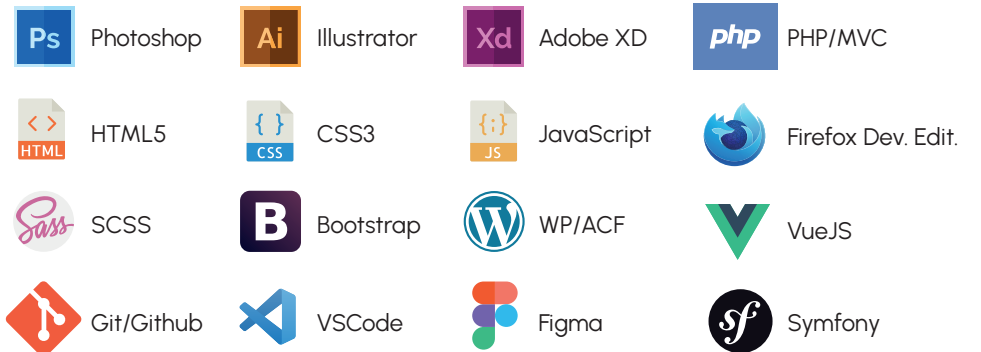 Ps Photoshop Ai Illustrator Xd Adobe XD php PHP/MVC
HTML HTML5 CSS CSS3 JS JavaScript Firefox Dev. Edit.
Sass SCSS B Bootstrap W WP/ACF VueJS
Git/Github VSCode Figma sf Symfony